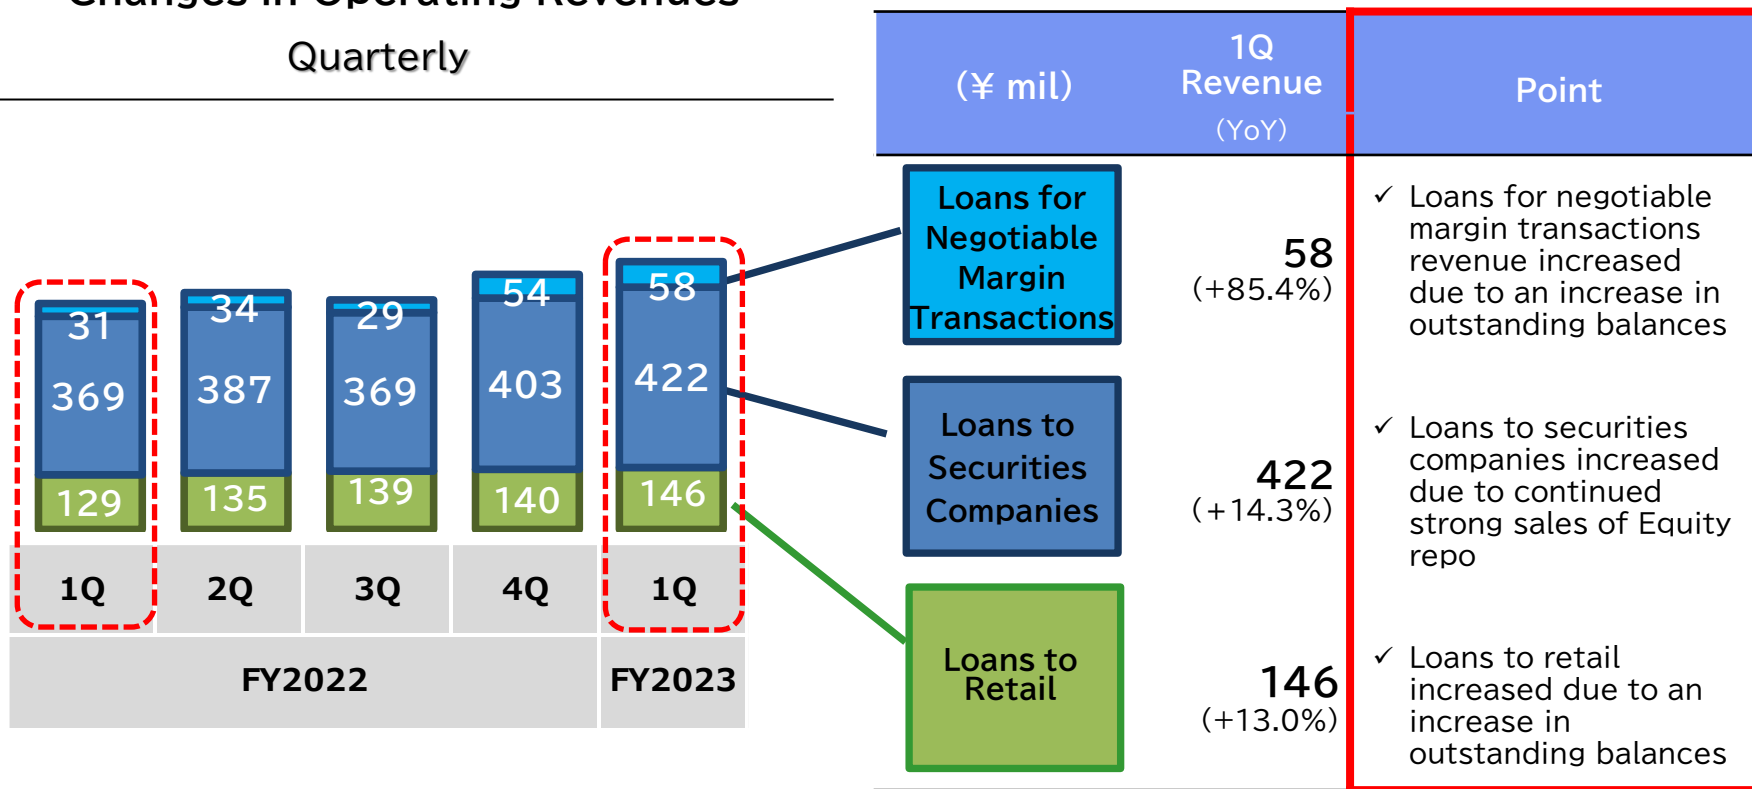 Changes in Operating Revenues
Quarterly
31
34
29
54
58
369
387
369
403
422
129
135
139
140
146
1Q
2Q
3Q
4Q
1Q
FY2022
FY2023
(¥ mil)
1Q
Revenue
(YoY)
Point
Loans for
Negotiable
Margin
Transactions
58
(+85.4%)
✓ Loans for negotiable
margin transactions
revenue increased
due to an increase in
outstanding balances
Loans to
Securities
Companies
422
(+14.3%)
✓ Loans to securities
companies increased
due to continued
strong sales of Equity
repo
Loans to
Retail
146
(+13.0%)
✓ Loans to retail
increased due to an
increase in
outstanding balances